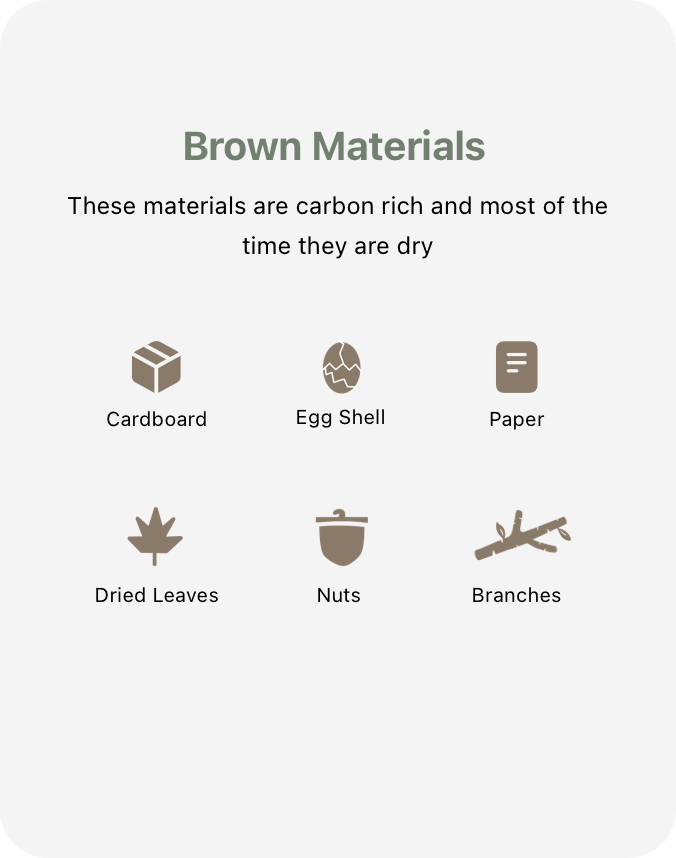 Brown Materials
These materials are carbon rich and most of the
time they are dry
Cardboard
Egg Shell
Paper
Dried Leaves
Nuts
Branches